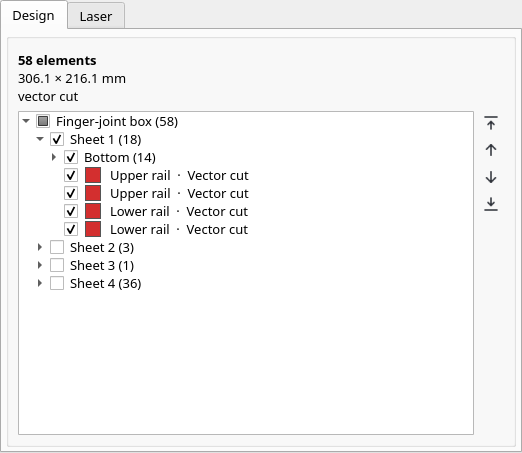 Design
Laser
58 elements
306.1 × 216.1 mm
vector cut
Finger-joint box (58)
Sheet 1 (18)
Bottom (14)
Upper rail · Vector cut
Upper rail · Vector cut
Lower rail · Vector cut
Lower rail · Vector cut
Sheet 2 (3)
Sheet 3 (1)
Sheet 4 (36)